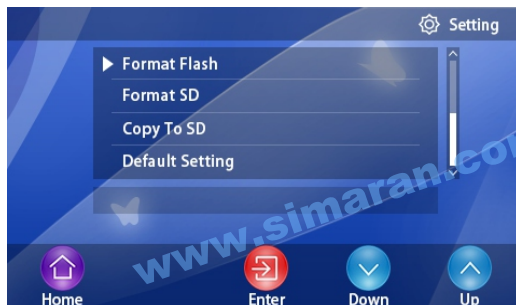 Setting
Format Flash
Format SD
Copy To SD
Default Setting
www.simaran.com
Home
Enter
Down
Up